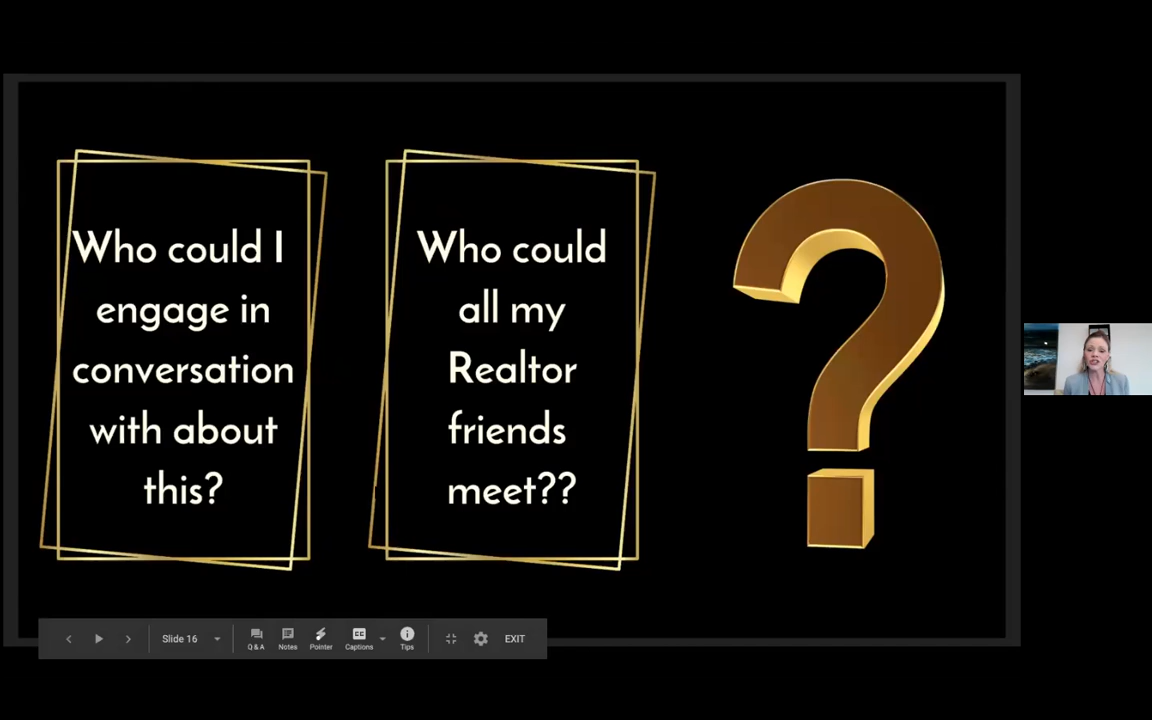 Who could I
engage in
conversation
with about
this?
Who could
all my
Realtor
friends
meet??
Slide 16
Q & A
Notes
Pointer
CC
Captions
Tips
EXIT